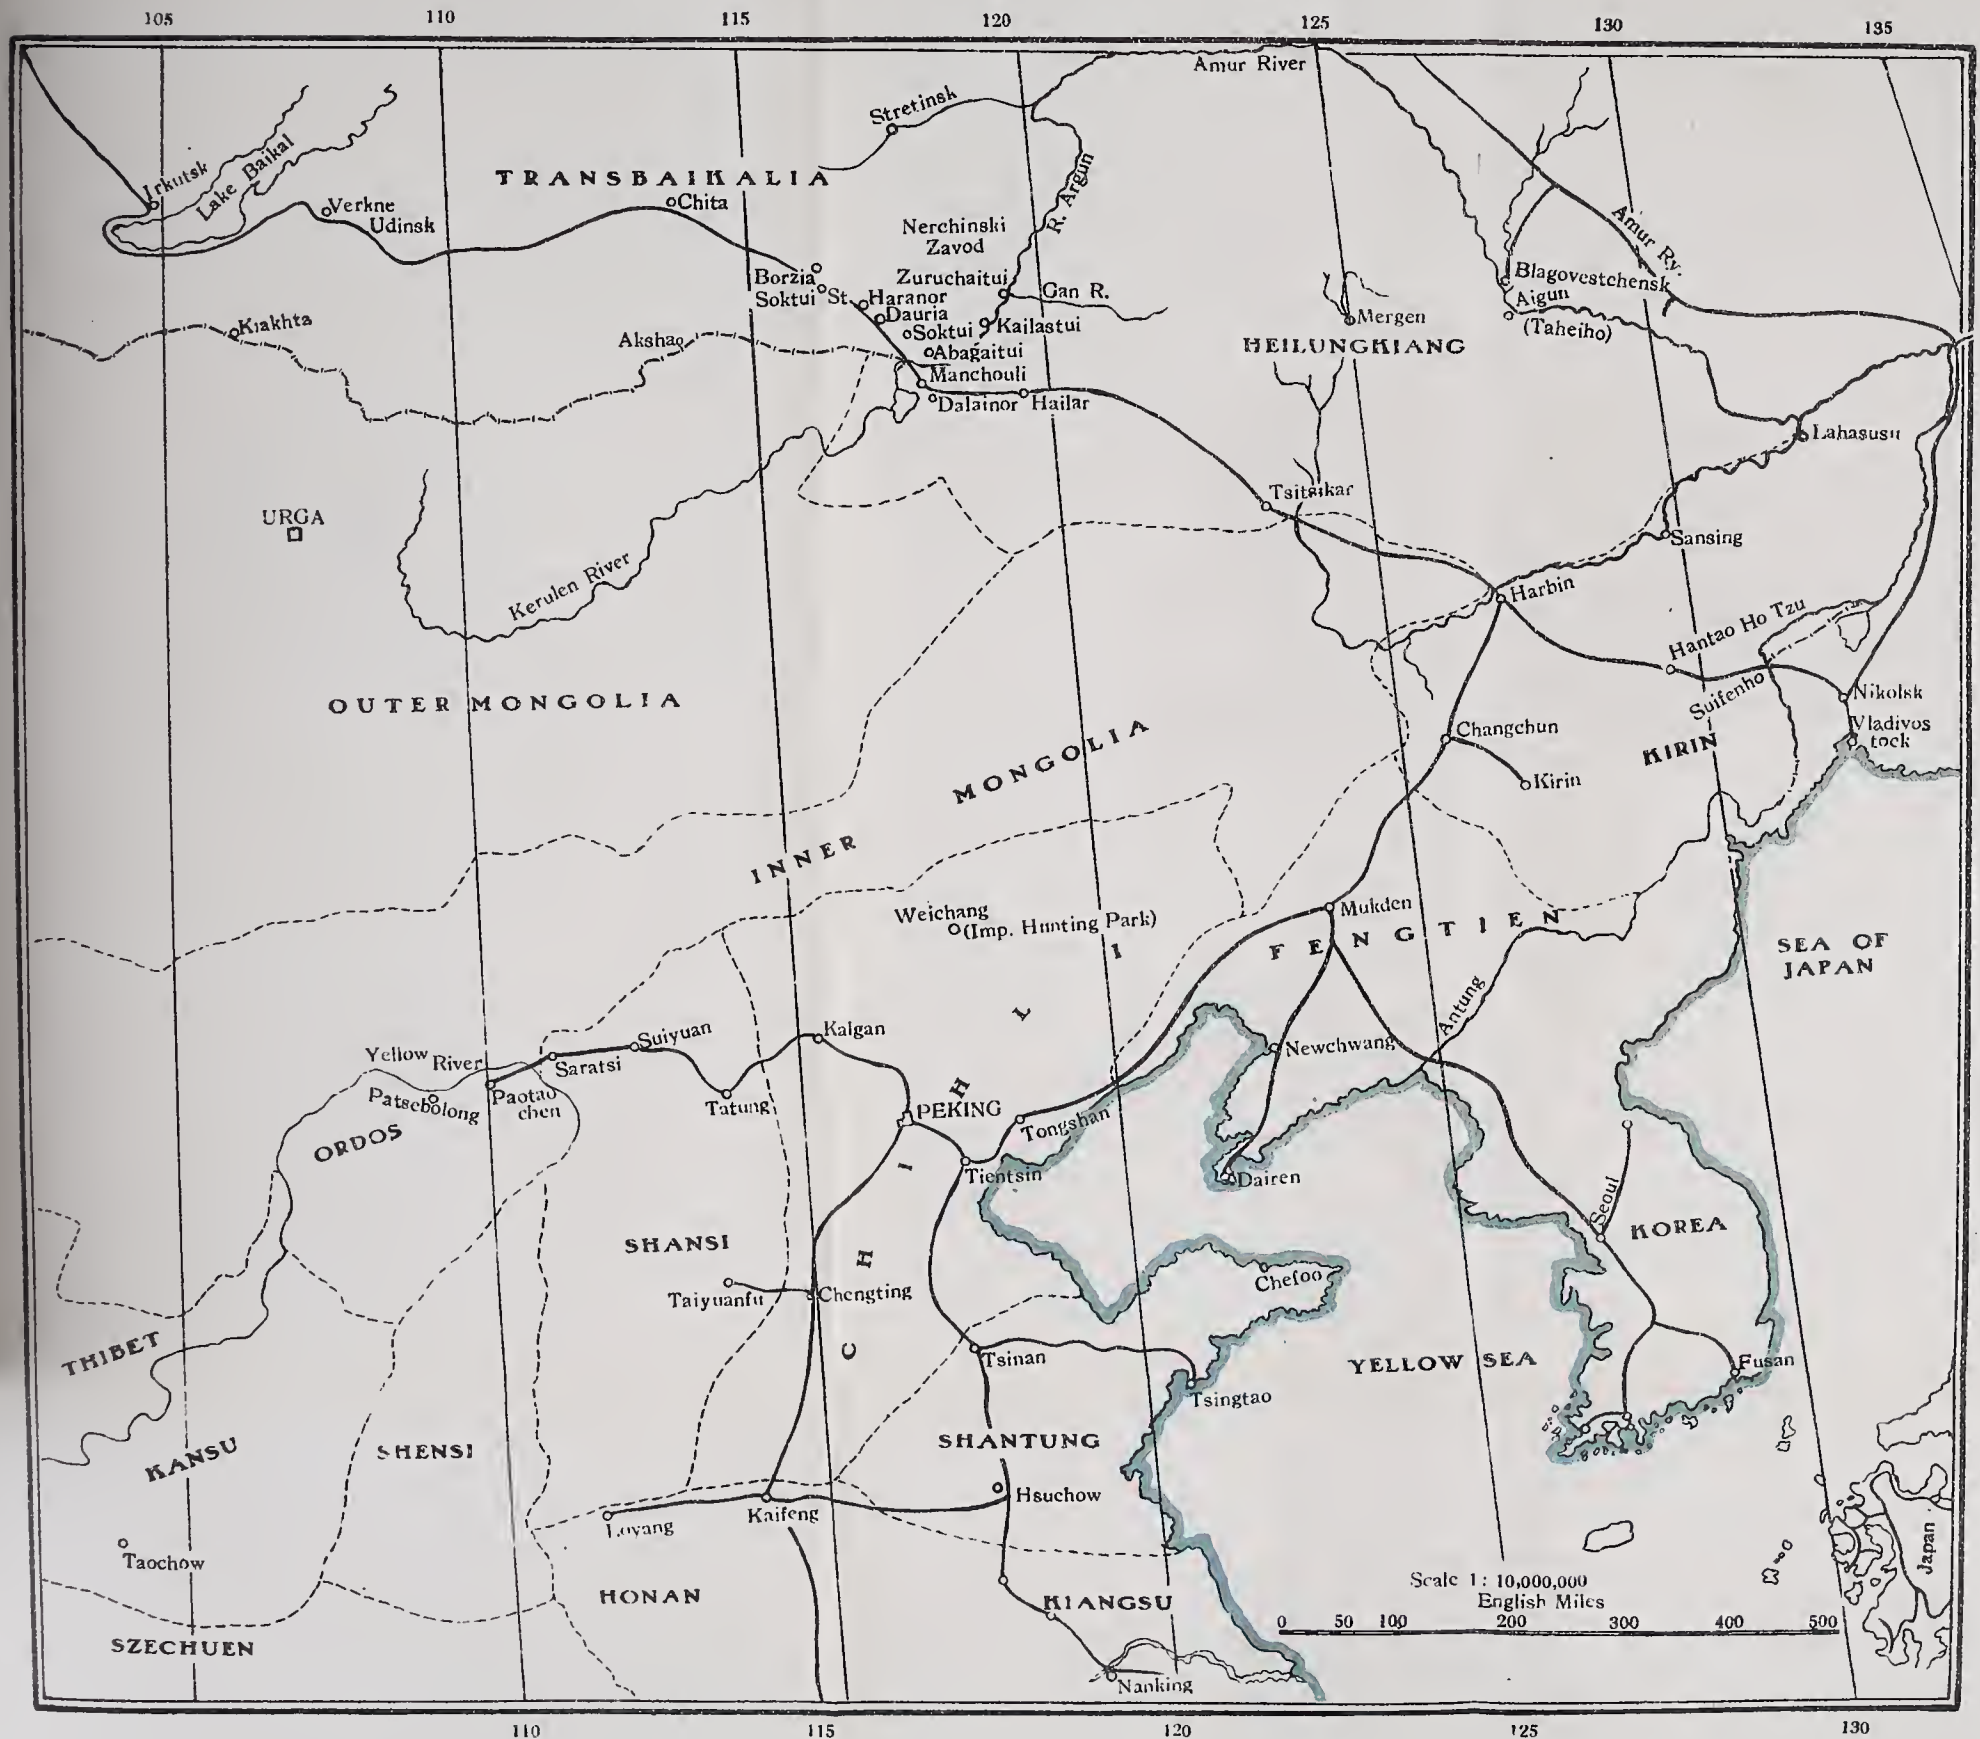 105 110 115 120 125 130 135
Amur River
Stretinsk
Irkutsk
Lake Baikal
TRANSBAIKALIA
R. Argun
Verkne
Udinsk
Chita
Nerchinski
Zavod
Amur Ry.
Borzia
Soktui St.
Zuruchaitui
Gan R.
Haranor
Dauria
Soktui
Kailastui
Blagovestchensk
Aigun
(Taheiho)
Kiakhta
Aksha
Abagaitui
Mergen
HEILUNGKIANG
Manchouli
Dalainor
Hailar
Lahasusu
URGA
Tsitsikar
Sansing
Kerulen River
Harbin
Hantao Ho Tzu
OUTER MONGOLIA
Suifenho
Nikolsk
Vladivos
tock
Changchun
KIRIN
INNER MONGOLIA
Kirin
Weichang
(Imp. Hunting Park)
Mukden
FENGTIEN
SEA OF
JAPAN
Antung
Yellow River
Saratsi
Suiyuan
Kalgan
Newchwang
Patsebolong
Paotao
chen
Tatung
PEKING
Tongshan
ORDOS
Tientsin
Dairen
CHIHLI
Seoul
KOREA
SHANSI
Chefoo
Taiyuanfu
Chengting
THIBET
Tsinan
YELLOW SEA
Fusan
Tsingtao
KANSU
SHENSI
SHANTUNG
Hsuchow
Loyang
Kaifeng
Taochow
Japan
HONAN
KIANGSU
Scale 1: 10,000,000
English Miles
0 50 100 200 300 400 500
SZECHUEN
Nanking
110 115 120 125 130